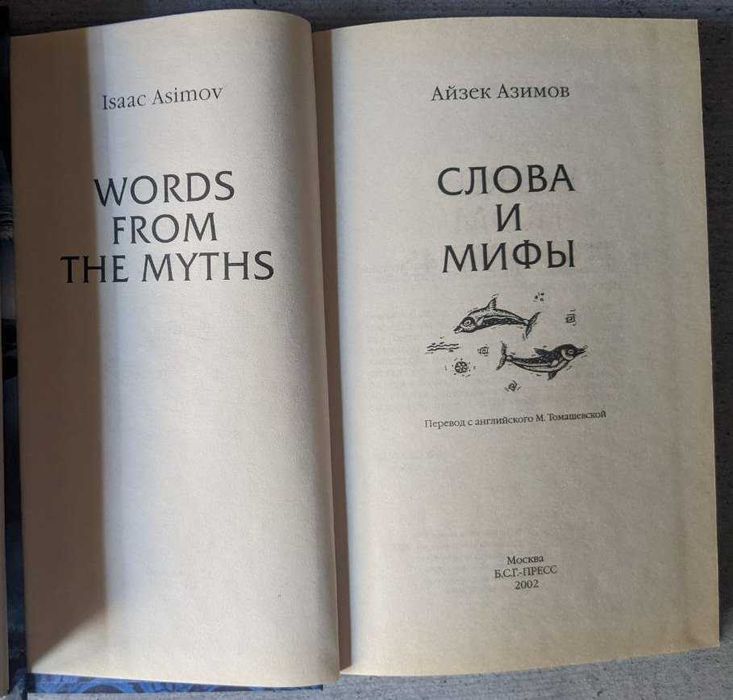 Isaac Asimov
WORDS
FROM
THE MYTHS
Айзек Азимов
СЛОВА
И
МИФЫ
Перевод с английского М. Томашевской
Москва
Б.С.Г.-ПРЕСС
2002